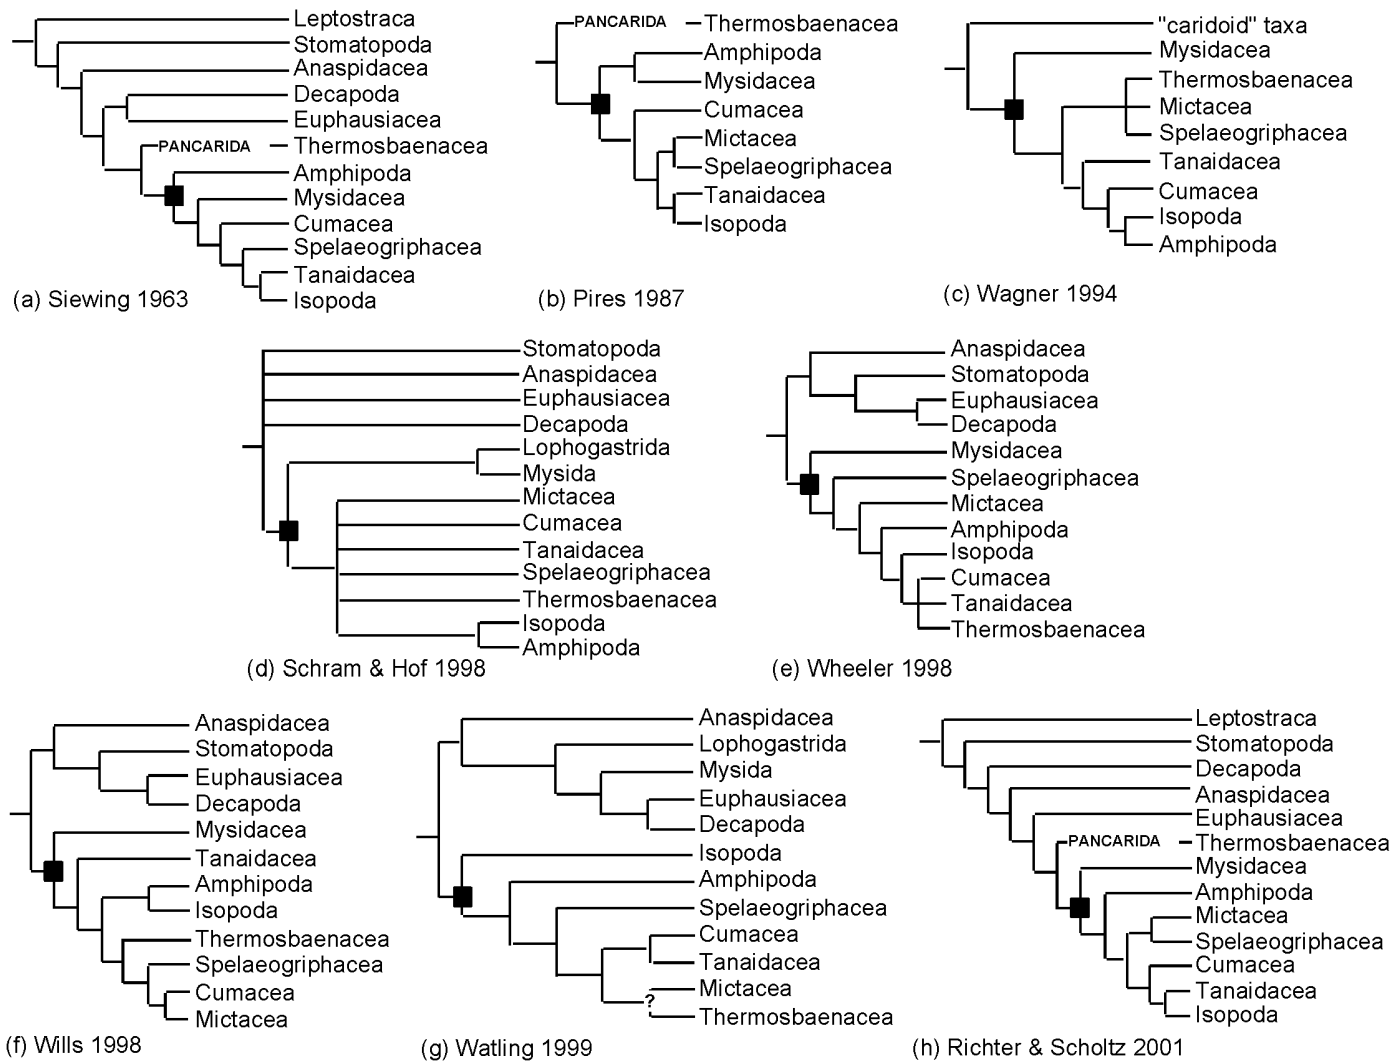 Leptostraca
Stomatopoda
Anaspidacea
Decapoda
Euphausiacea
PANCARIDA Thermosbaenacea
Amphipoda
Mysidacea
Cumacea
Spelaeogriphacea
Tanaidacea
Isopoda
(a) Siewing 1963
PANCARIDA Thermosbaenacea
Amphipoda
Mysidacea
Cumacea
Mictacea
Spelaeogriphacea
Tanaidacea
Isopoda
(b) Pires 1987
"caridoid" taxa
Mysidacea
Thermosbaenacea
Mictacea
Spelaeogriphacea
Tanaidacea
Cumacea
Isopoda
Amphipoda
(c) Wagner 1994
Stomatopoda
Anaspidacea
Euphausiacea
Decapoda
Lophogastrida
Mysida
Mictacea
Cumacea
Tanaidacea
Spelaeogriphacea
Thermosbaenacea
Isopoda
Amphipoda
(d) Schram & Hof 1998
Anaspidacea
Stomatopoda
Euphausiacea
Decapoda
Mysidacea
Spelaeogriphacea
Mictacea
Amphipoda
Isopoda
Cumacea
Tanaidacea
Thermosbaenacea
(e) Wheeler 1998
Anaspidacea
Stomatopoda
Euphausiacea
Decapoda
Mysidacea
Tanaidacea
Amphipoda
Isopoda
Thermosbaenacea
Spelaeogriphacea
Cumacea
Mictacea
(f) Wills 1998
Anaspidacea
Lophogastrida
Mysida
Euphausiacea
Decapoda
Isopoda
Amphipoda
Spelaeogriphacea
Cumacea
Tanaidacea
Mictacea
?
Thermosbaenacea
(g) Watling 1999
Leptostraca
Stomatopoda
Decapoda
Anaspidacea
Euphausiacea
PANCARIDA Thermosbaenacea
Mysidacea
Amphipoda
Mictacea
Spelaeogriphacea
Cumacea
Tanaidacea
Isopoda
(h) Richter & Scholtz 2001